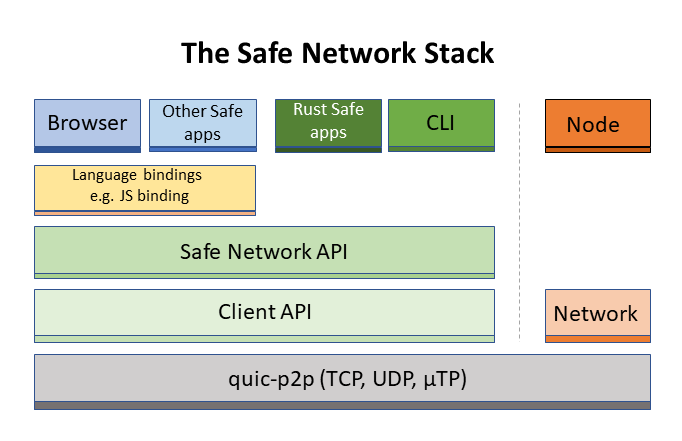 The Safe Network Stack
Browser
Other Safe
apps
Rust Safe
apps
CLI
Node
Language bindings
e.g. JS binding
Safe Network API
Client API
Network
quic-p2p (TCP, UDP, µTP)